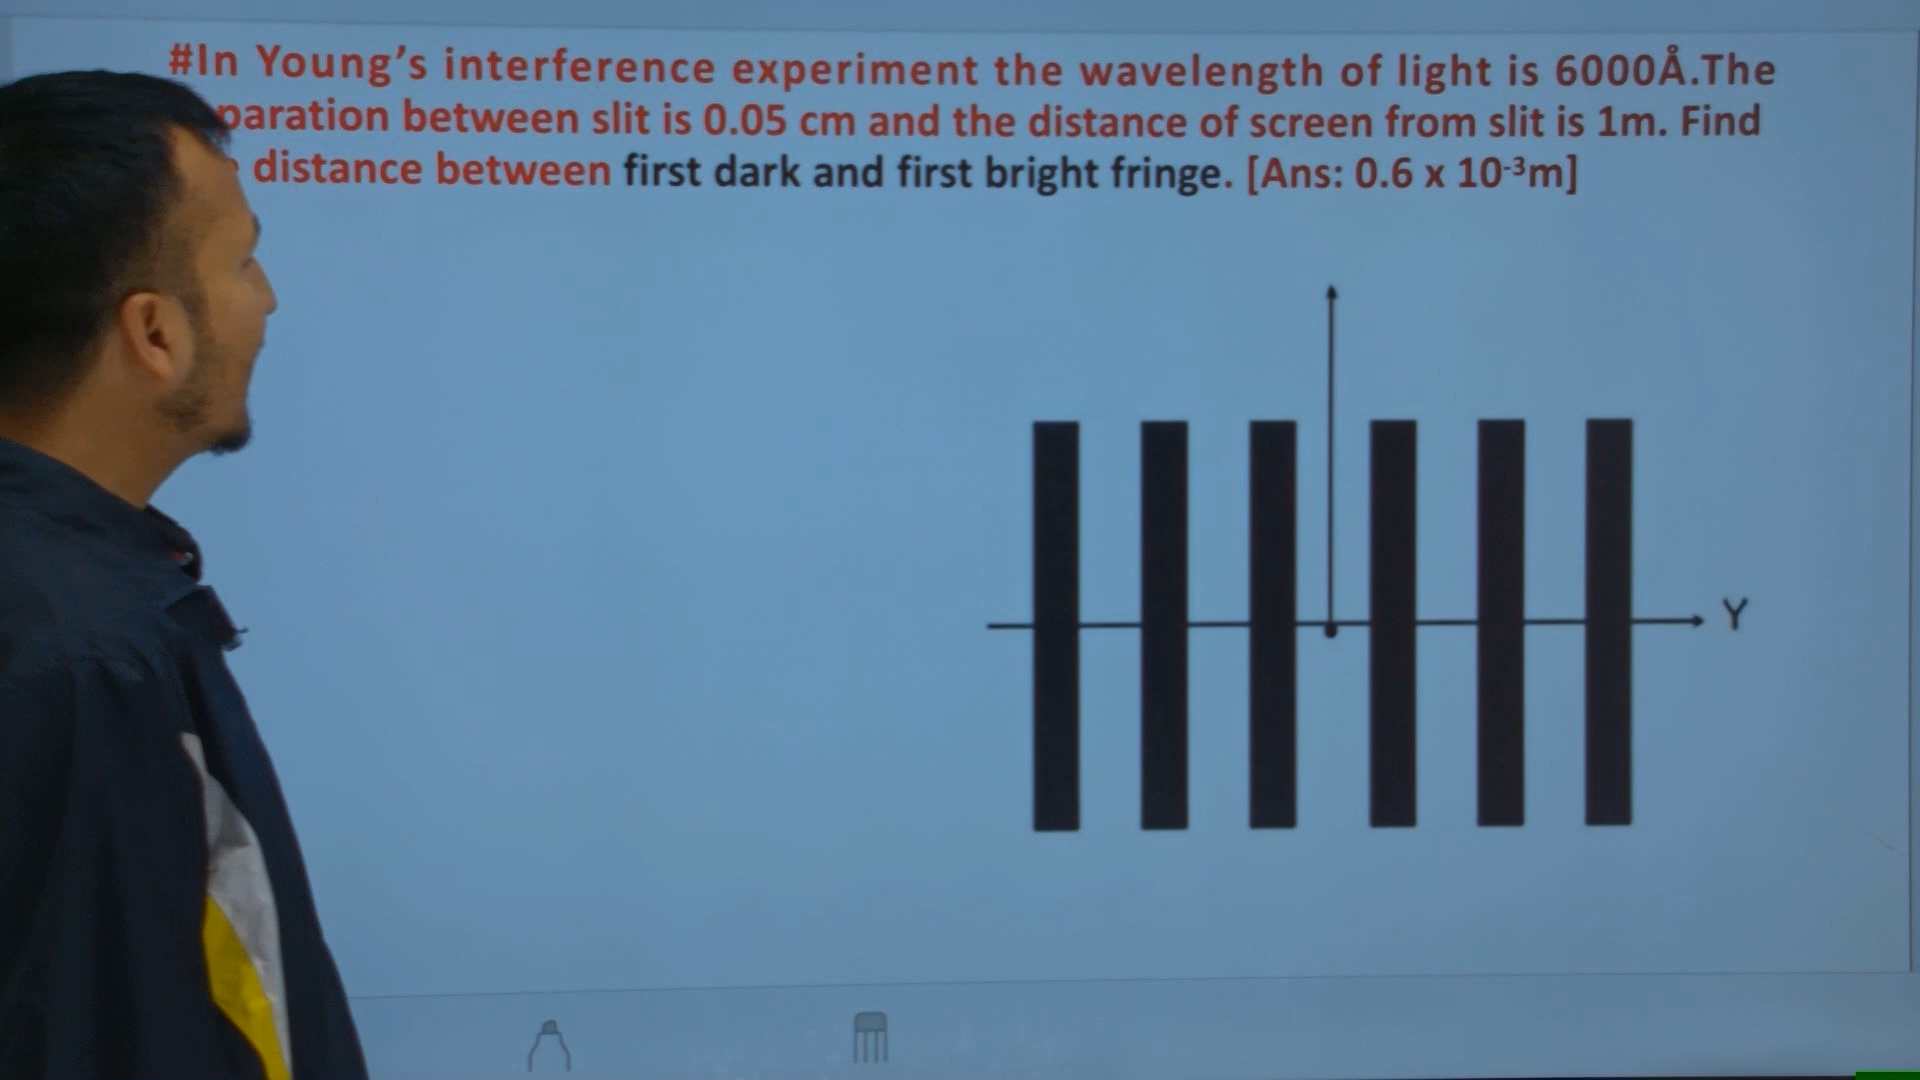 #In Young’s interference experiment the wavelength of light is 6000Å.The
paration between slit is 0.05 cm and the distance of screen from slit is 1m. Find
distance between first dark and first bright fringe. [Ans: 0.6 x 10⁻³m]
Y